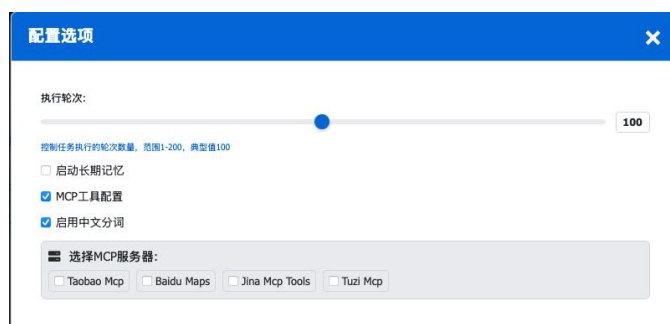 配置选项
执行轮次:
100
控制任务执行的轮次数量，范围1-200，典型值100
启动长期记忆
MCP工具配置
启用中文分词
选择MCP服务器:
Taobao Mcp Baidu Maps Jina Mcp Tools Tuzi Mcp